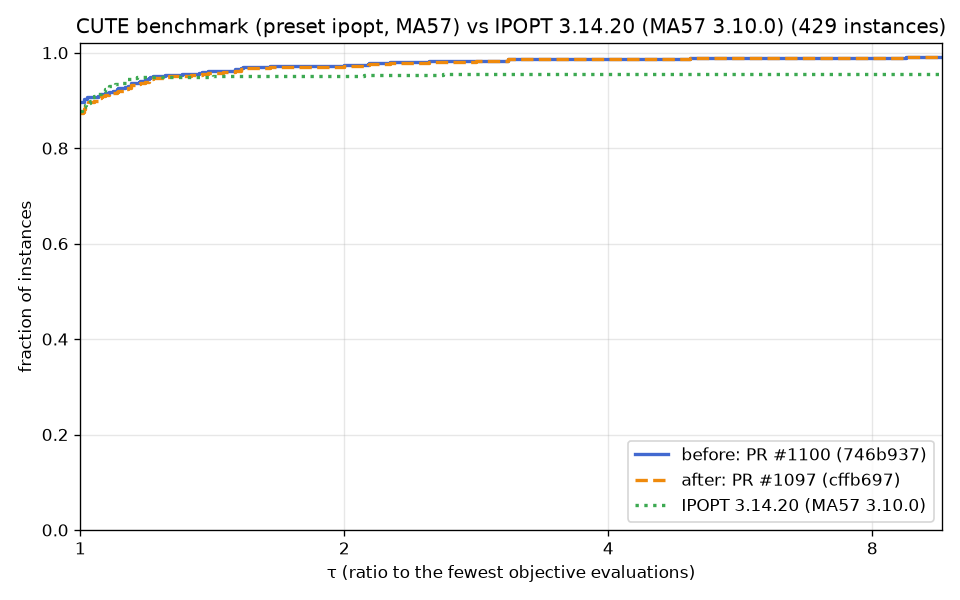 CUTE benchmark (preset ipopt, MA57) vs IPOPT 3.14.20 (MA57 3.10.0) (429 instances)
1.0
0.8
0.6
0.4
0.2
0.0
fraction of instances
before: PR #1100 (746b937)
after: PR #1097 (cffb697)
IPOPT 3.14.20 (MA57 3.10.0)
1 2 4 8
τ (ratio to the fewest objective evaluations)